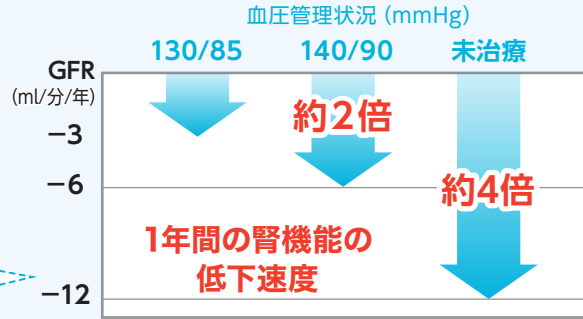 血圧管理状況(mmHg)
130/85 140/90 未治療
GFR
(ml/分/年)
−3
約2倍
−6
約4倍
1年間の腎機能の
低下速度
−12